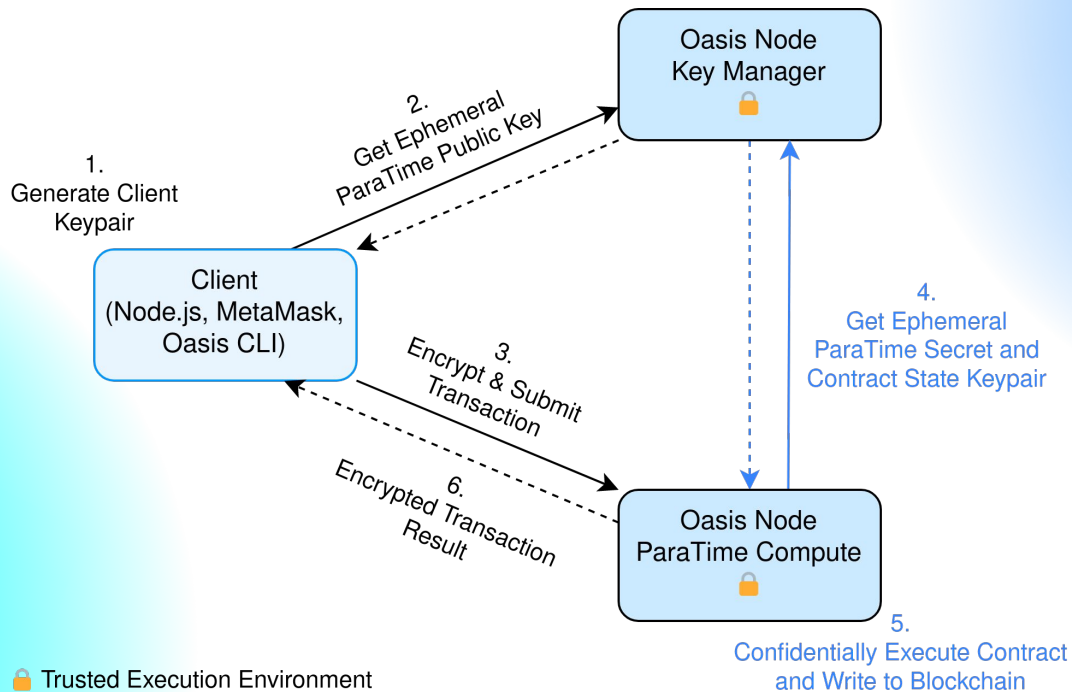 Oasis Node
Key Manager
2.
Get Ephemeral
ParaTime Public Key
1.
Generate Client
Keypair
Client
(Node.js, MetaMask,
Oasis CLI)
3.
Encrypt & Submit
Transaction
4.
Get Ephemeral
ParaTime Secret and
Contract State Keypair
6.
Encrypted Transaction
Result
Oasis Node
ParaTime Compute
5.
Confidentially Execute Contract
and Write to Blockchain
Trusted Execution Environment